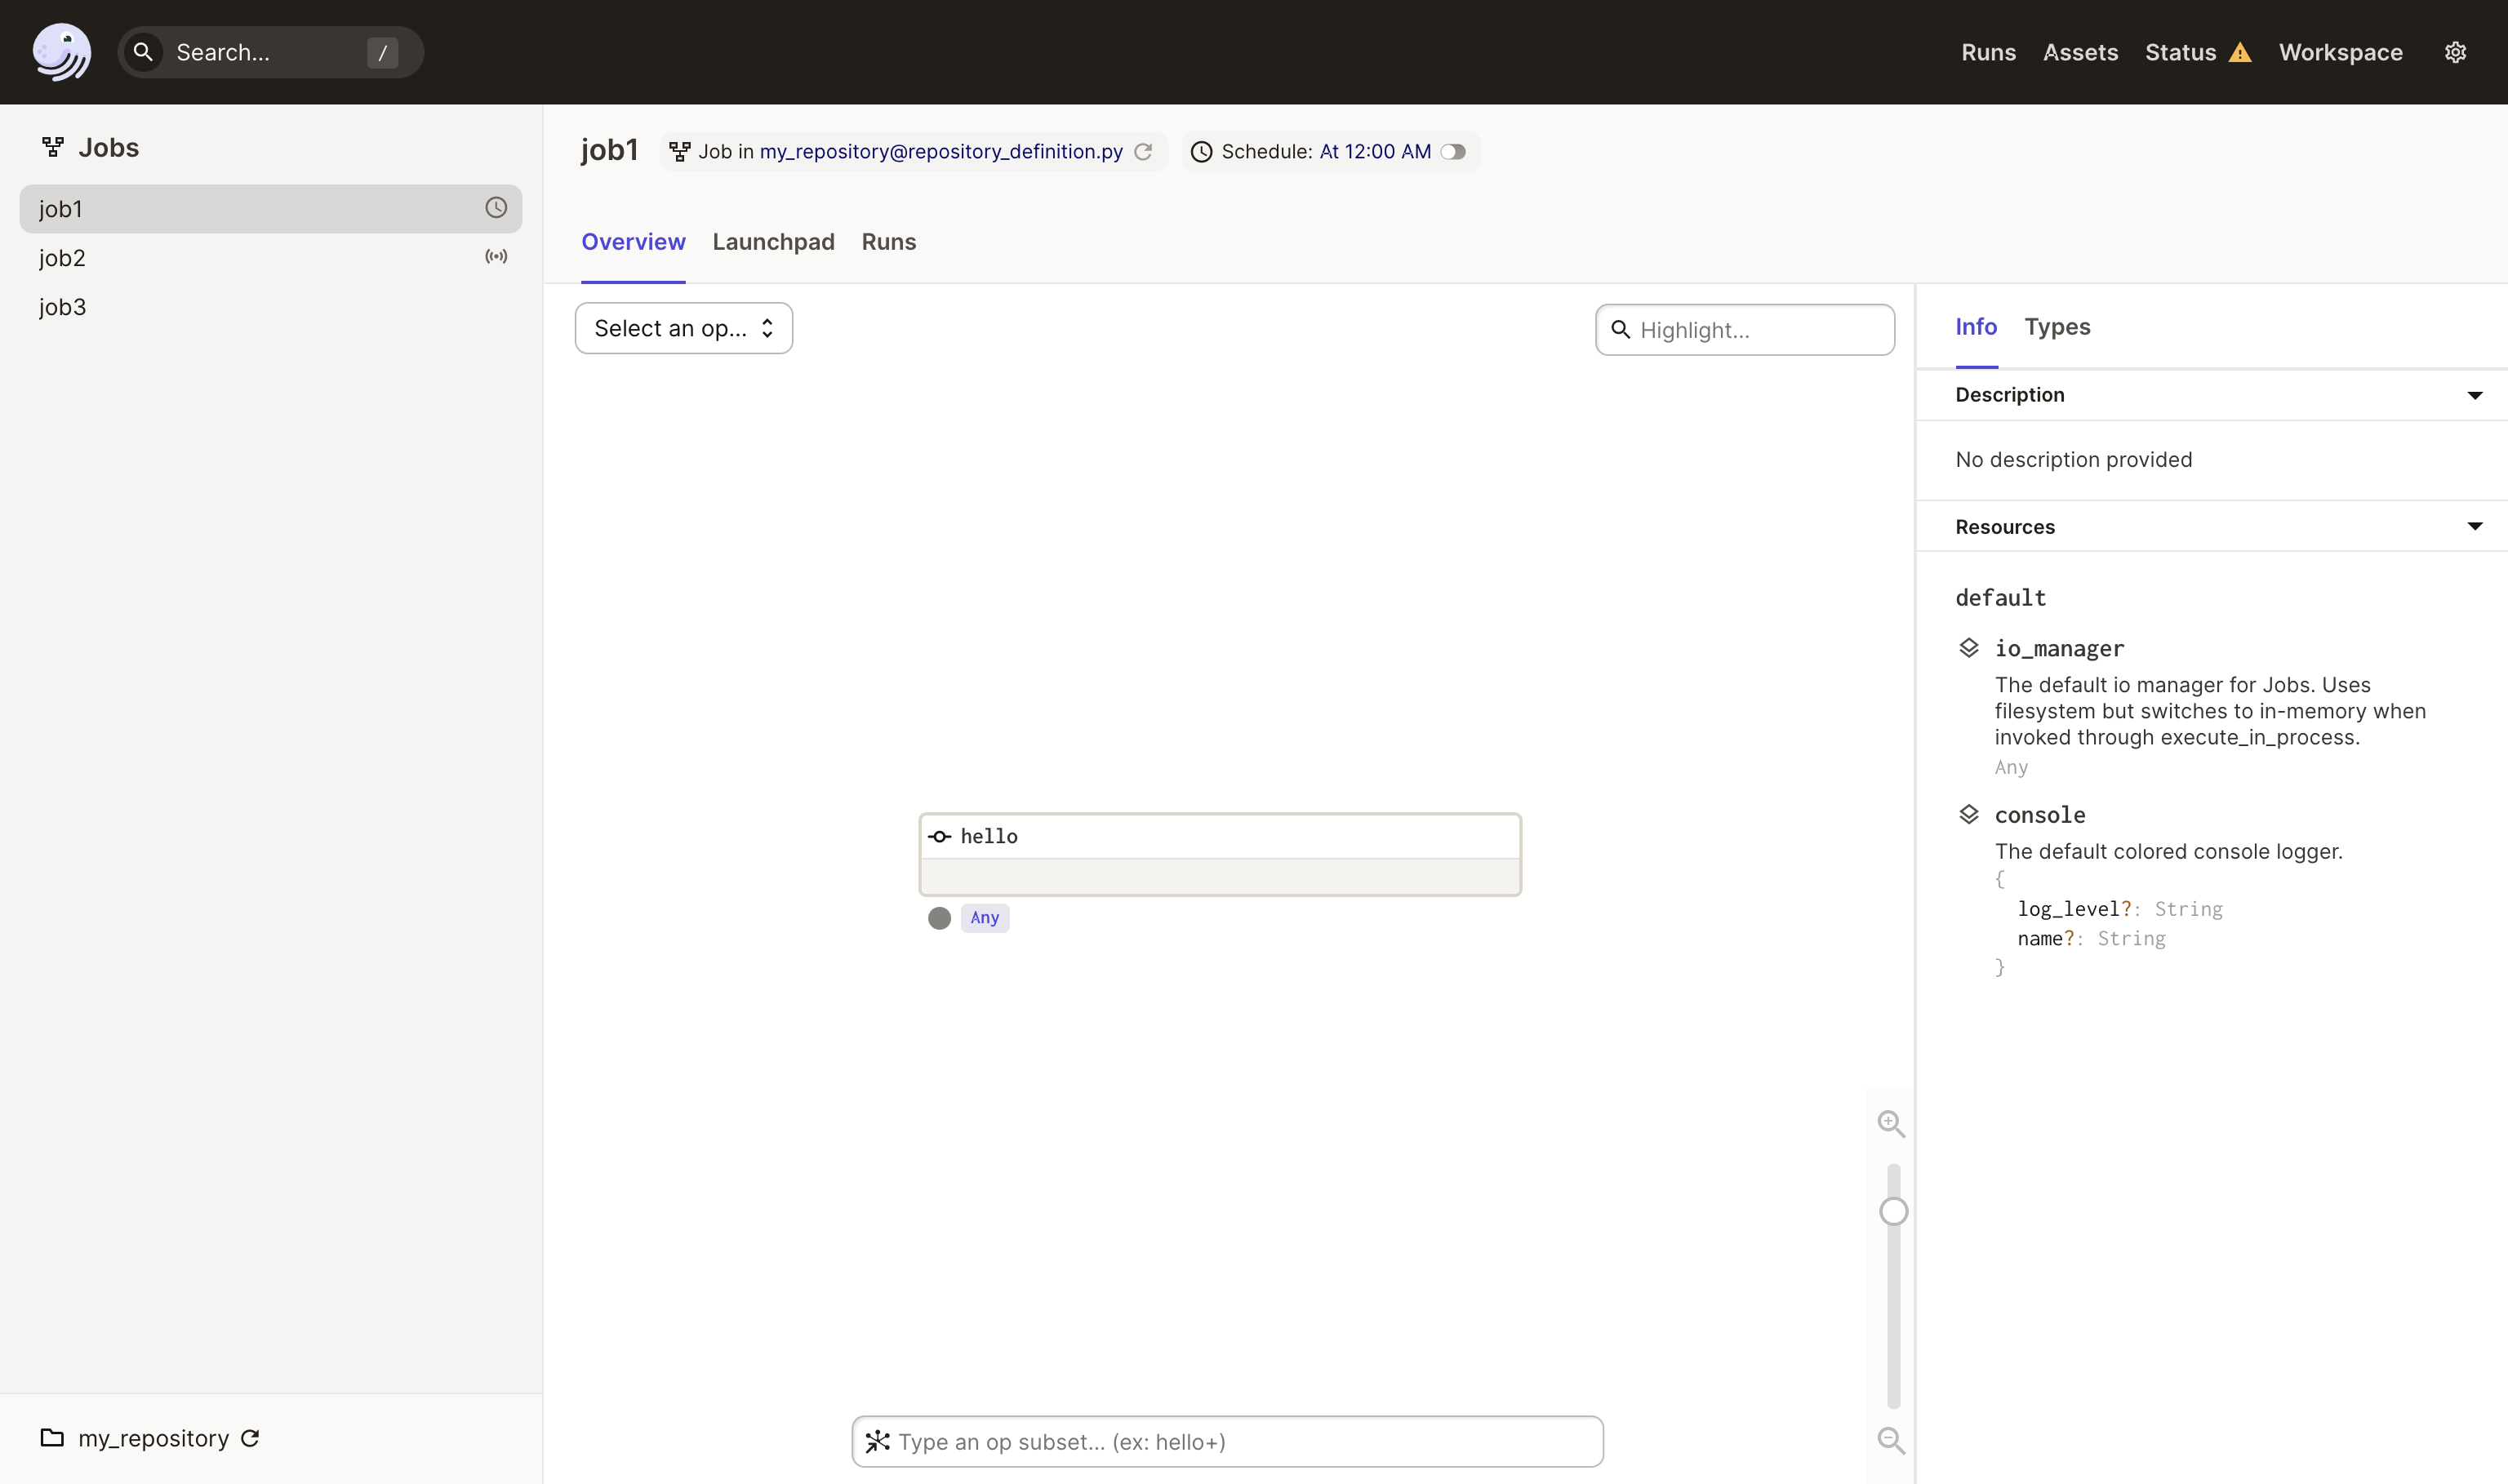 Search... /
Runs Assets Status Workspace
Jobs
job1
job2
job3
my_repository
job1 Job in my_repository@repository_definition.py Schedule: At 12:00 AM
Overview Launchpad Runs
Select an op...
Highlight...
hello
Any
Type an op subset... (ex: hello+)
Info Types
Description
No description provided
Resources
default
io_manager
The default io manager for Jobs. Uses
filesystem but switches to in-memory when
invoked through execute_in_process.
Any
console
The default colored console logger.
{
log_level?: String
name?: String
}